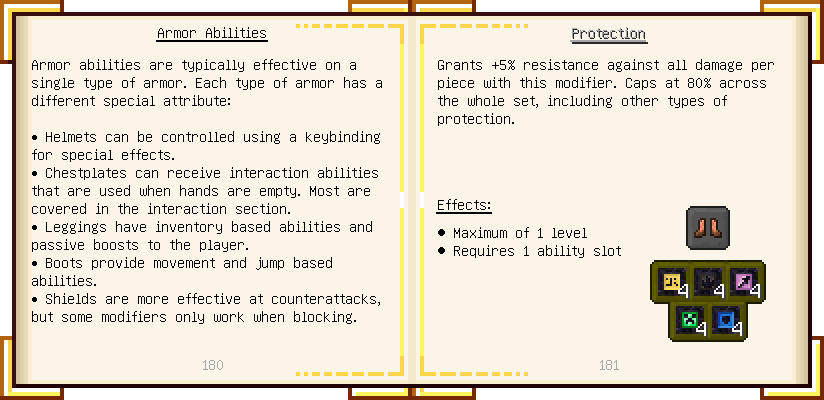 Armor Abilities
Armor abilities are typically effective on a
single type of armor. Each type of armor has a
different special attribute:
• Helmets can be controlled using a keybinding
for special effects.
• Chestplates can receive interaction abilities
that are used when hands are empty. Most are
covered in the interaction section.
• Leggings have inventory based abilities and
passive boosts to the player.
• Boots provide movement and jump based
abilities.
• Shields are more effective at counterattacks,
but some modifiers only work when blocking.
180
Protection
Grants +5% resistance against all damage per
piece with this modifier. Caps at 80% across
the whole set, including other types of
protection.
Effects:
• Maximum of 1 level
• Requires 1 ability slot
4 4 4
4 4
181